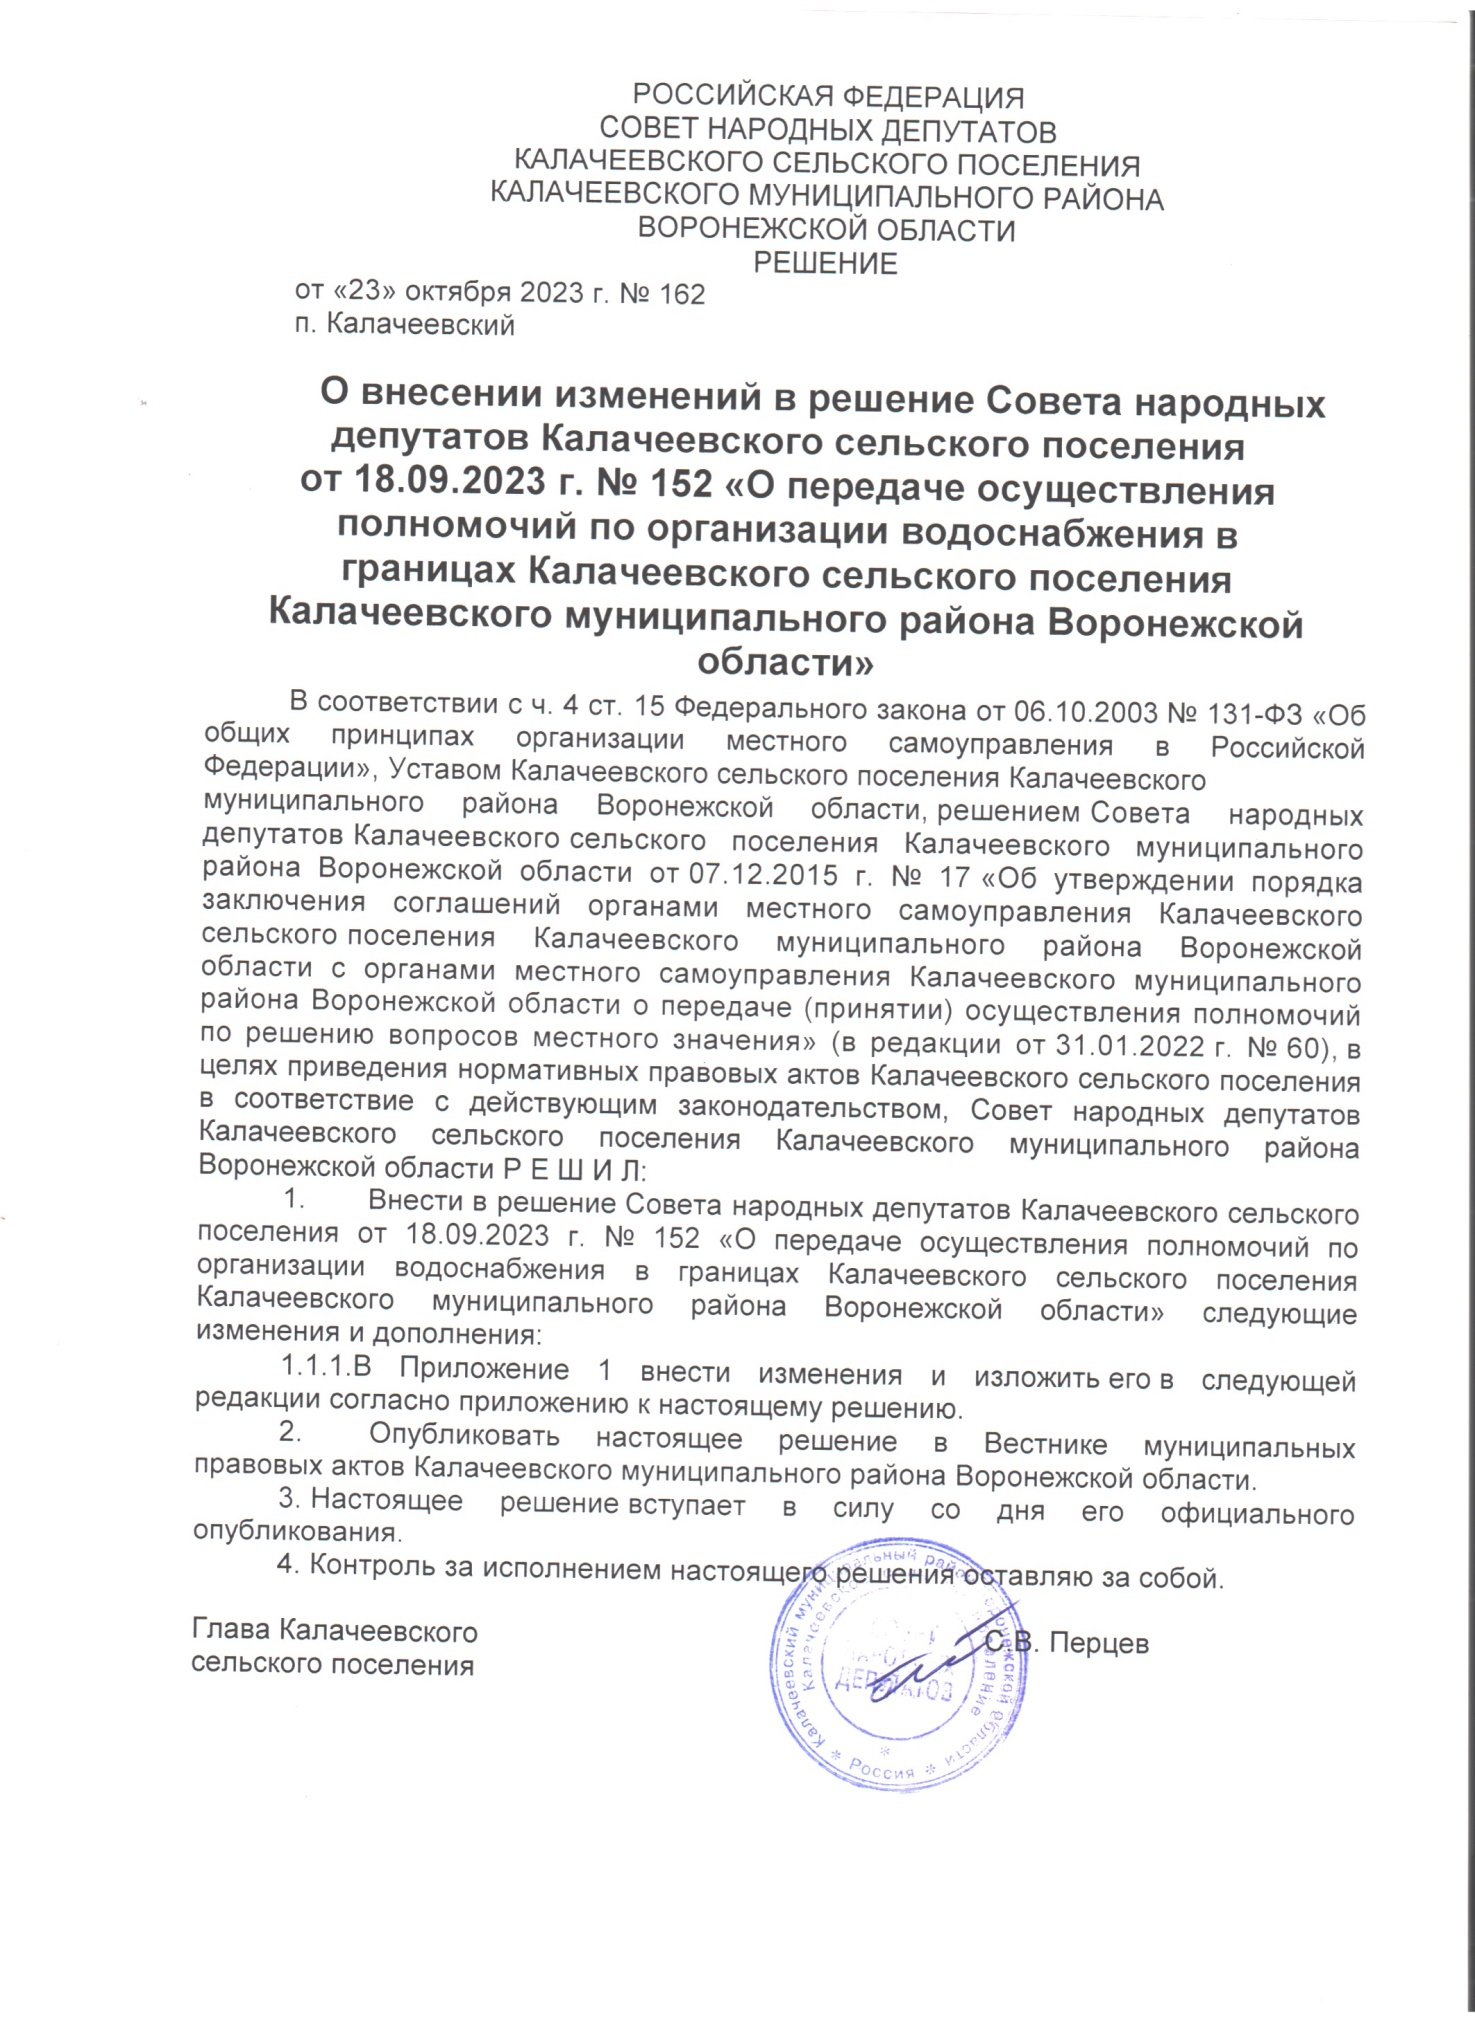 РОССИЙСКАЯ ФЕДЕРАЦИЯ
СОВЕТ НАРОДНЫХ ДЕПУТАТОВ
КАЛАЧЕЕВСКОГО СЕЛЬСКОГО ПОСЕЛЕНИЯ
КАЛАЧЕЕВСКОГО МУНИЦИПАЛЬНОГО РАЙОНА
ВОРОНЕЖСКОЙ ОБЛАСТИ
РЕШЕНИЕ
от «23» октября 2023 г. № 162
п. Калачеевский
О внесении изменений в решение Совета народных
депутатов Калачеевского сельского поселения
от 18.09.2023 г. № 152 «О передаче осуществления
полномочий по организации водоснабжения в
границах Калачеевского сельского поселения
Калачеевского муниципального района Воронежской
области»
В соответствии с ч. 4 ст. 15 Федерального закона от 06.10.2003 № 131-ФЗ «Об
общих принципах организации местного самоуправления в Российской
Федерации», Уставом Калачеевского сельского поселения Калачеевского
муниципального района Воронежской области, решением Совета народных
депутатов Калачеевского сельского поселения Калачеевского муниципального
района Воронежской области от 07.12.2015 г. № 17 «Об утверждении порядка
заключения соглашений органами местного самоуправления Калачеевского
сельского поселения Калачеевского муниципального района Воронежской
области с органами местного самоуправления Калачеевского муниципального
района Воронежской области о передаче (принятии) осуществления полномочий
по решению вопросов местного значения» (в редакции от 31.01.2022 г. № 60), в
целях приведения нормативных правовых актов Калачеевского сельского поселения
в соответствие с действующим законодательством, Совет народных депутатов
Калачеевского сельского поселения Калачеевского муниципального района
Воронежской области Р Е Ш И Л:
1. Внести в решение Совета народных депутатов Калачеевского сельского
поселения от 18.09.2023 г. № 152 «О передаче осуществления полномочий по
организации водоснабжения в границах Калачеевского сельского поселения
Калачеевского муниципального района Воронежской области» следующие
изменения и дополнения:
1.1.1.В Приложение 1 внести изменения и изложить его в следующей
редакции согласно приложению к настоящему решению.
2. Опубликовать настоящее решение в Вестнике муниципальных
правовых актов Калачеевского муниципального района Воронежской области.
3. Настоящее решение вступает в силу со дня его официального
опубликования.
4. Контроль за исполнением настоящего решения оставляю за собой.
Глава Калачеевского
сельского поселения
С.В. Перцев
Калачеевский муниципальный район
области
Россия
ДЕПУТАТОВ